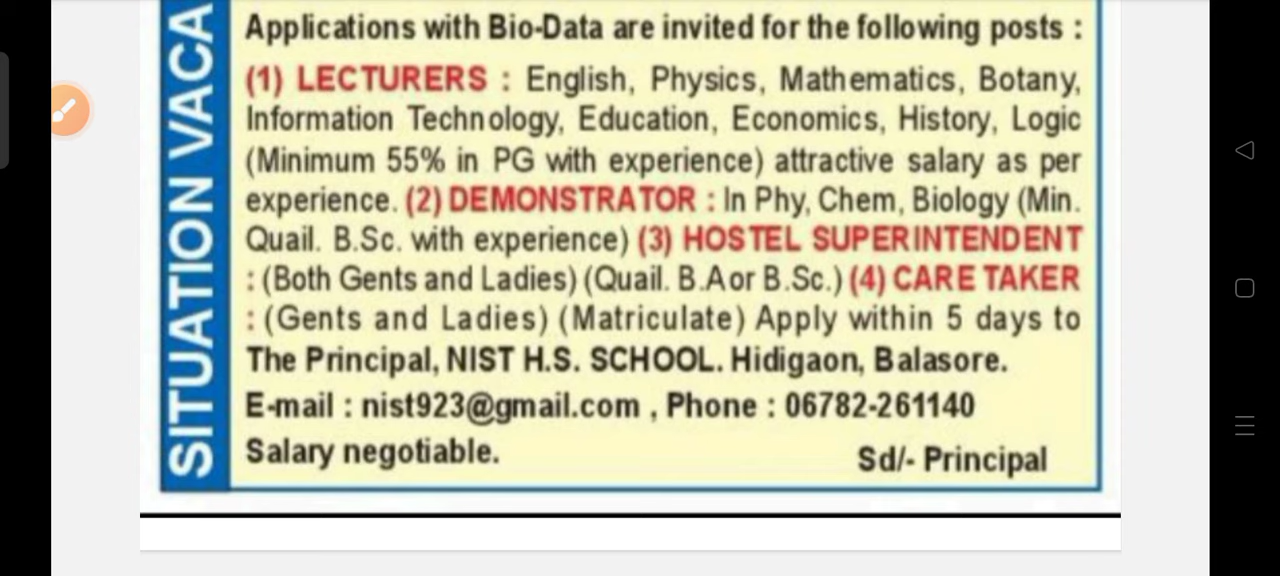 SITUATION VACA
Applications with Bio-Data are invited for the following posts :
(1) LECTURERS : English, Physics, Mathematics, Botany,
Information Technology, Education, Economics, History, Logic
(Minimum 55% in PG with experience) attractive salary as per
experience. (2) DEMONSTRATOR : In Phy, Chem, Biology (Min.
Quail. B.Sc. with experience) (3) HOSTEL SUPERINTENDENT
: (Both Gents and Ladies) (Quail. B.A or B.Sc.) (4) CARE TAKER
: (Gents and Ladies) (Matriculate) Apply within 5 days to
The Principal, NIST H.S. SCHOOL. Hidigaon, Balasore.
E-mail : nist923@gmail.com , Phone : 06782-261140
Salary negotiable.
Sd/- Principal